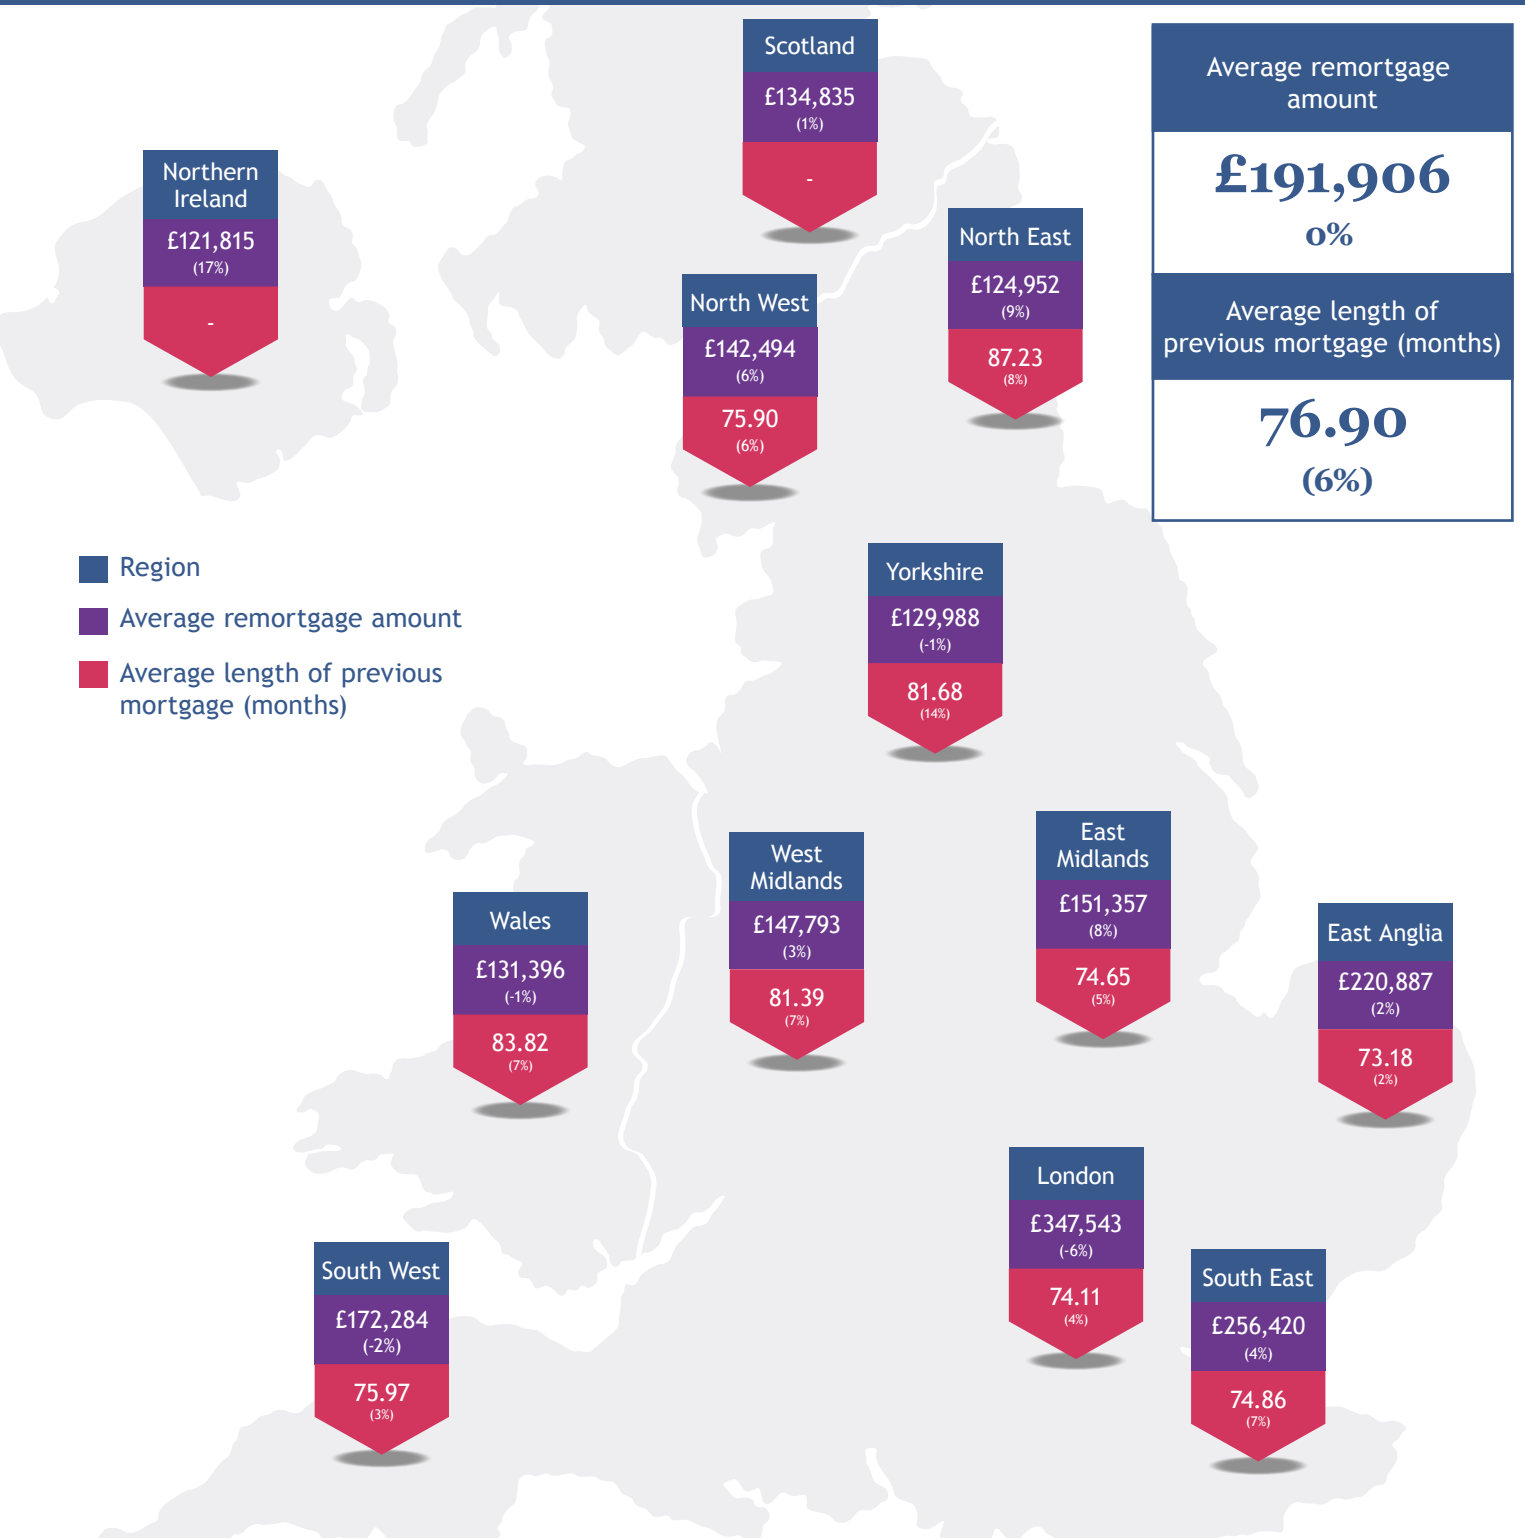 Scotland
£134,835
(1%)
-
Average remortgage
amount
£191,906
0%
Average length of
previous mortgage (months)
76.90
(6%)
Northern
Ireland
£121,815
(17%)
-
North East
£124,952
(9%)
87.23
(8%)
North West
£142,494
(6%)
75.90
(6%)
Region
Average remortgage amount
Average length of previous
mortgage (months)
Yorkshire
£129,988
(-1%)
81.68
(14%)
East
Midlands
£151,357
(8%)
74.65
(5%)
West
Midlands
£147,793
(3%)
81.39
(7%)
Wales
£131,396
(-1%)
83.82
(7%)
East Anglia
£220,887
(2%)
73.18
(2%)
London
£347,543
(-6%)
74.11
(4%)
South West
£172,284
(-2%)
75.97
(3%)
South East
£256,420
(4%)
74.86
(7%)